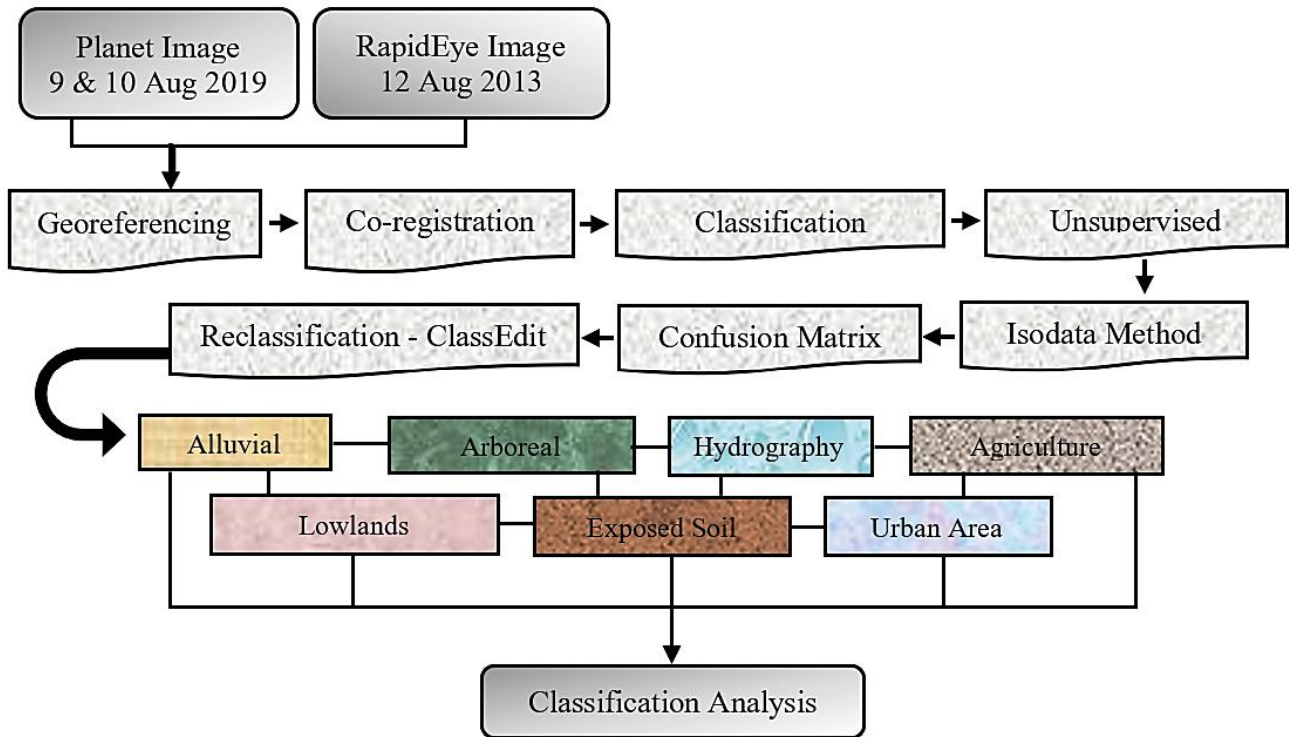 Planet Image
9 & 10 Aug 2019
RapidEye Image
12 Aug 2013
Georeferencing
Co-registration
Classification
Unsupervised
Reclassification - ClassEdit
Confusion Matrix
Isodata Method
Alluvial
Arboreal
Hydrography
Agriculture
Lowlands
Exposed Soil
Urban Area
Classification Analysis